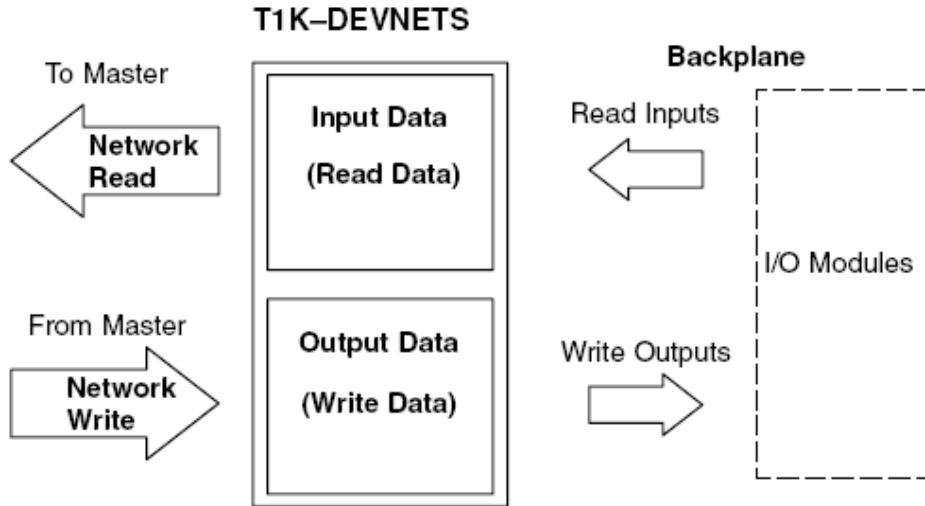 T1K–DEVNETS
To Master
Network
Read
Input Data
(Read Data)
Backplane
Read Inputs
I/O Modules
From Master
Network
Write
Output Data
(Write Data)
Write Outputs